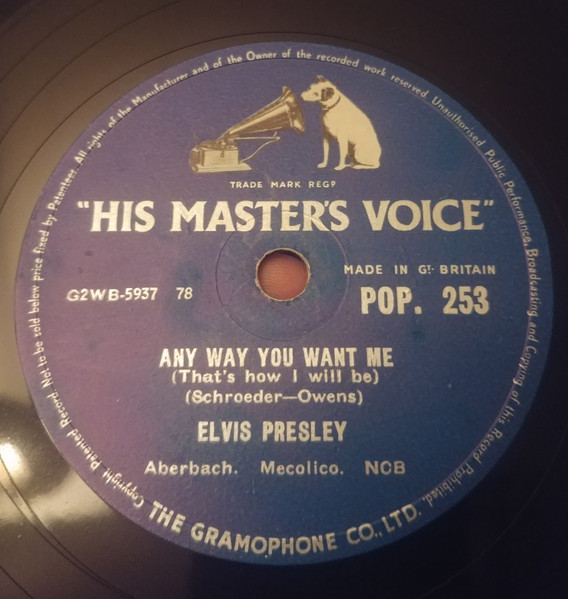 Copyright. Patented Record Not to be sold below price fixed by Patentees. All rights of the Manufacturer and of the Owner of the recorded work reserved. Unauthorised Public Performance, Broadcasting and Copying of this Record Prohibited.
TRADE MARK REGD
"HIS MASTER'S VOICE"
MADE IN GT. BRITAIN
G2WB-5937 78
POP. 253
ANY WAY YOU WANT ME
(That's how I will be)
(Schroeder—Owens)
ELVIS PRESLEY
Aberbach. Mecolico. NCB
THE GRAMOPHONE CO., LTD.